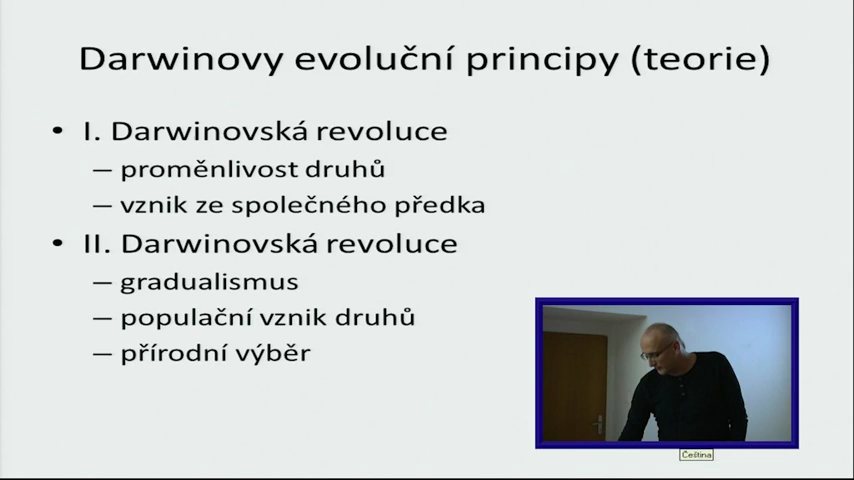 Darwinovy evoluční principy (teorie)
• I. Darwinovská revoluce
– proměnlivost druhů
– vznik ze společného předka
• II. Darwinovská revoluce
– gradualismus
– populační vznik druhů
– přírodní výběr
Čeština